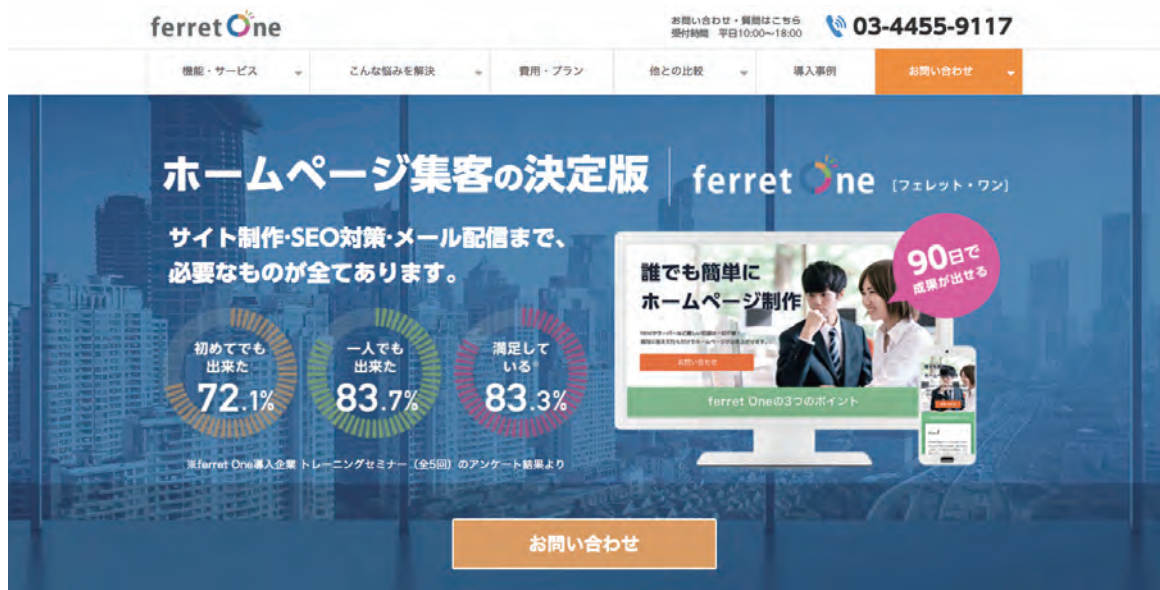 ferret One
お問い合わせ・質問はこちら
受付時間 平日10:00〜18:00
03-4455-9117
機能・サービス
こんな悩みを解決
費用・プラン
他との比較
導入事例
お問い合わせ
ホームページ集客の決定版
ferret One [フェレット・ワン]
サイト制作・SEO対策・メール配信まで、
必要なものが全てあります。
初めてでも
出来た
72.1%
一人でも
出来た
83.7%
満足して
いる
83.3%
※ferret One導入企業 トレーニングセミナー（全5回）のアンケート結果より
90日で
成果が出せる
誰でも簡単に
ホームページ制作
お問い合わせ
ferret Oneの3つのポイント
お問い合わせ